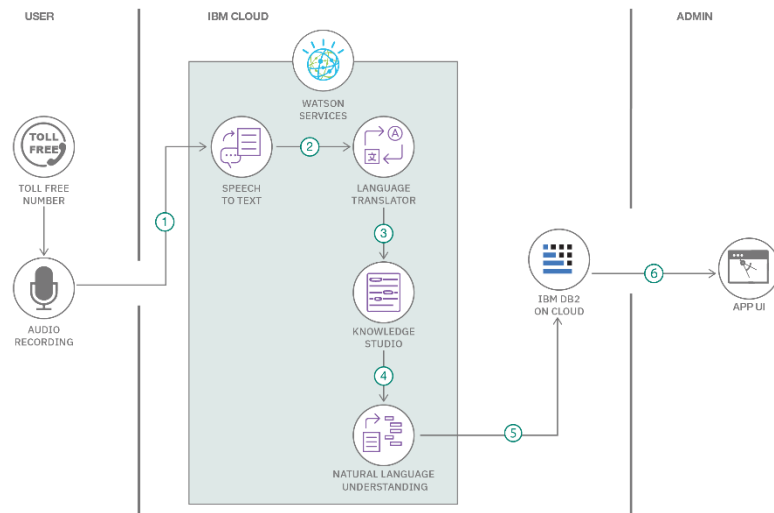 USER
IBM CLOUD
ADMIN
WATSON
SERVICES
TOLL
FREE
TOLL FREE
NUMBER
SPEECH
TO TEXT
2
A
文
LANGUAGE
TRANSLATOR
1
3
AUDIO
RECORDING
KNOWLEDGE
STUDIO
IBM DB2
ON CLOUD
6
APP UI
4
5
NATURAL LANGUAGE
UNDERSTANDING